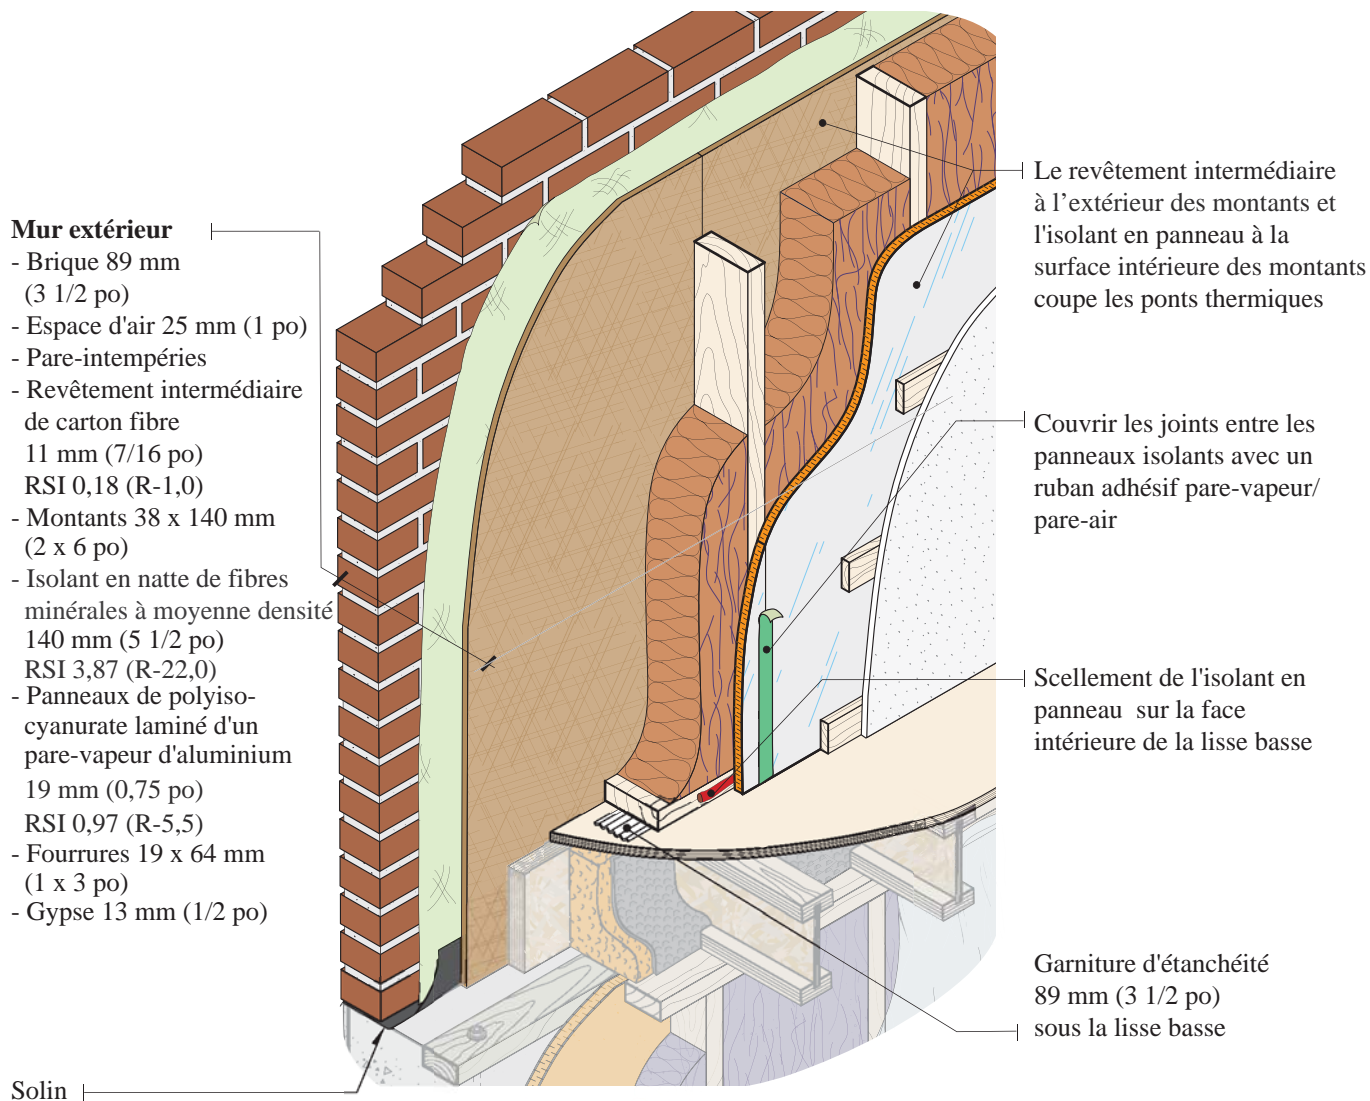 Mur extérieur
- Brique 89 mm
(3 1/2 po)
- Espace d'air 25 mm (1 po)
- Pare-intempéries
- Revêtement intermédiaire
de carton fibre
11 mm (7/16 po)
RSI 0,18 (R-1,0)
- Montants 38 x 140 mm
(2 x 6 po)
- Isolant en natte de fibres
minérales à moyenne densité
140 mm (5 1/2 po)
RSI 3,87 (R-22,0)
- Panneaux de polyiso-
cyanurate laminé d'un
pare-vapeur d'aluminium
19 mm (0,75 po)
RSI 0,97 (R-5,5)
- Fourrures 19 x 64 mm
(1 x 3 po)
- Gypse 13 mm (1/2 po)
Solin
Le revêtement intermédiaire
à l’extérieur des montants et
l'isolant en panneau à la
surface intérieure des montants
coupe les ponts thermiques
Couvrir les joints entre les
panneaux isolants avec un
ruban adhésif pare-vapeur/
pare-air
Scellement de l'isolant en
panneau sur la face
intérieure de la lisse basse
Garniture d'étanchéité
89 mm (3 1/2 po)
sous la lisse basse